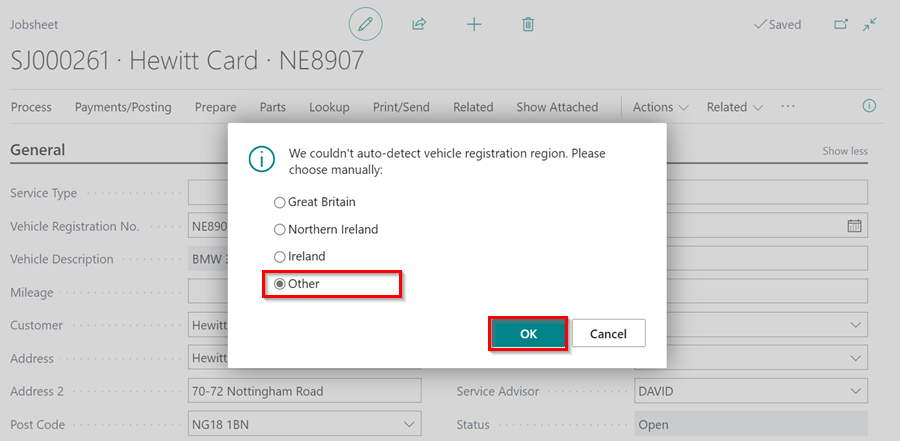 Jobsheet
Saved
SJ000261 · Hewitt Card · NE8907
Process Payments/Posting Prepare Parts Lookup Print/Send Related Show Attached Actions Related ···
General
Show less
We couldn't auto-detect vehicle registration region. Please
choose manually:
Great Britain
Northern Ireland
Ireland
Other
OK Cancel
Service Type
Vehicle Registration No. NE890
Vehicle Description BMW
Mileage
Customer Hewitt
Address Hewitt
Address 2 70-72 Nottingham Road
Service Advisor DAVID
Post Code NG18 1BN
Status Open